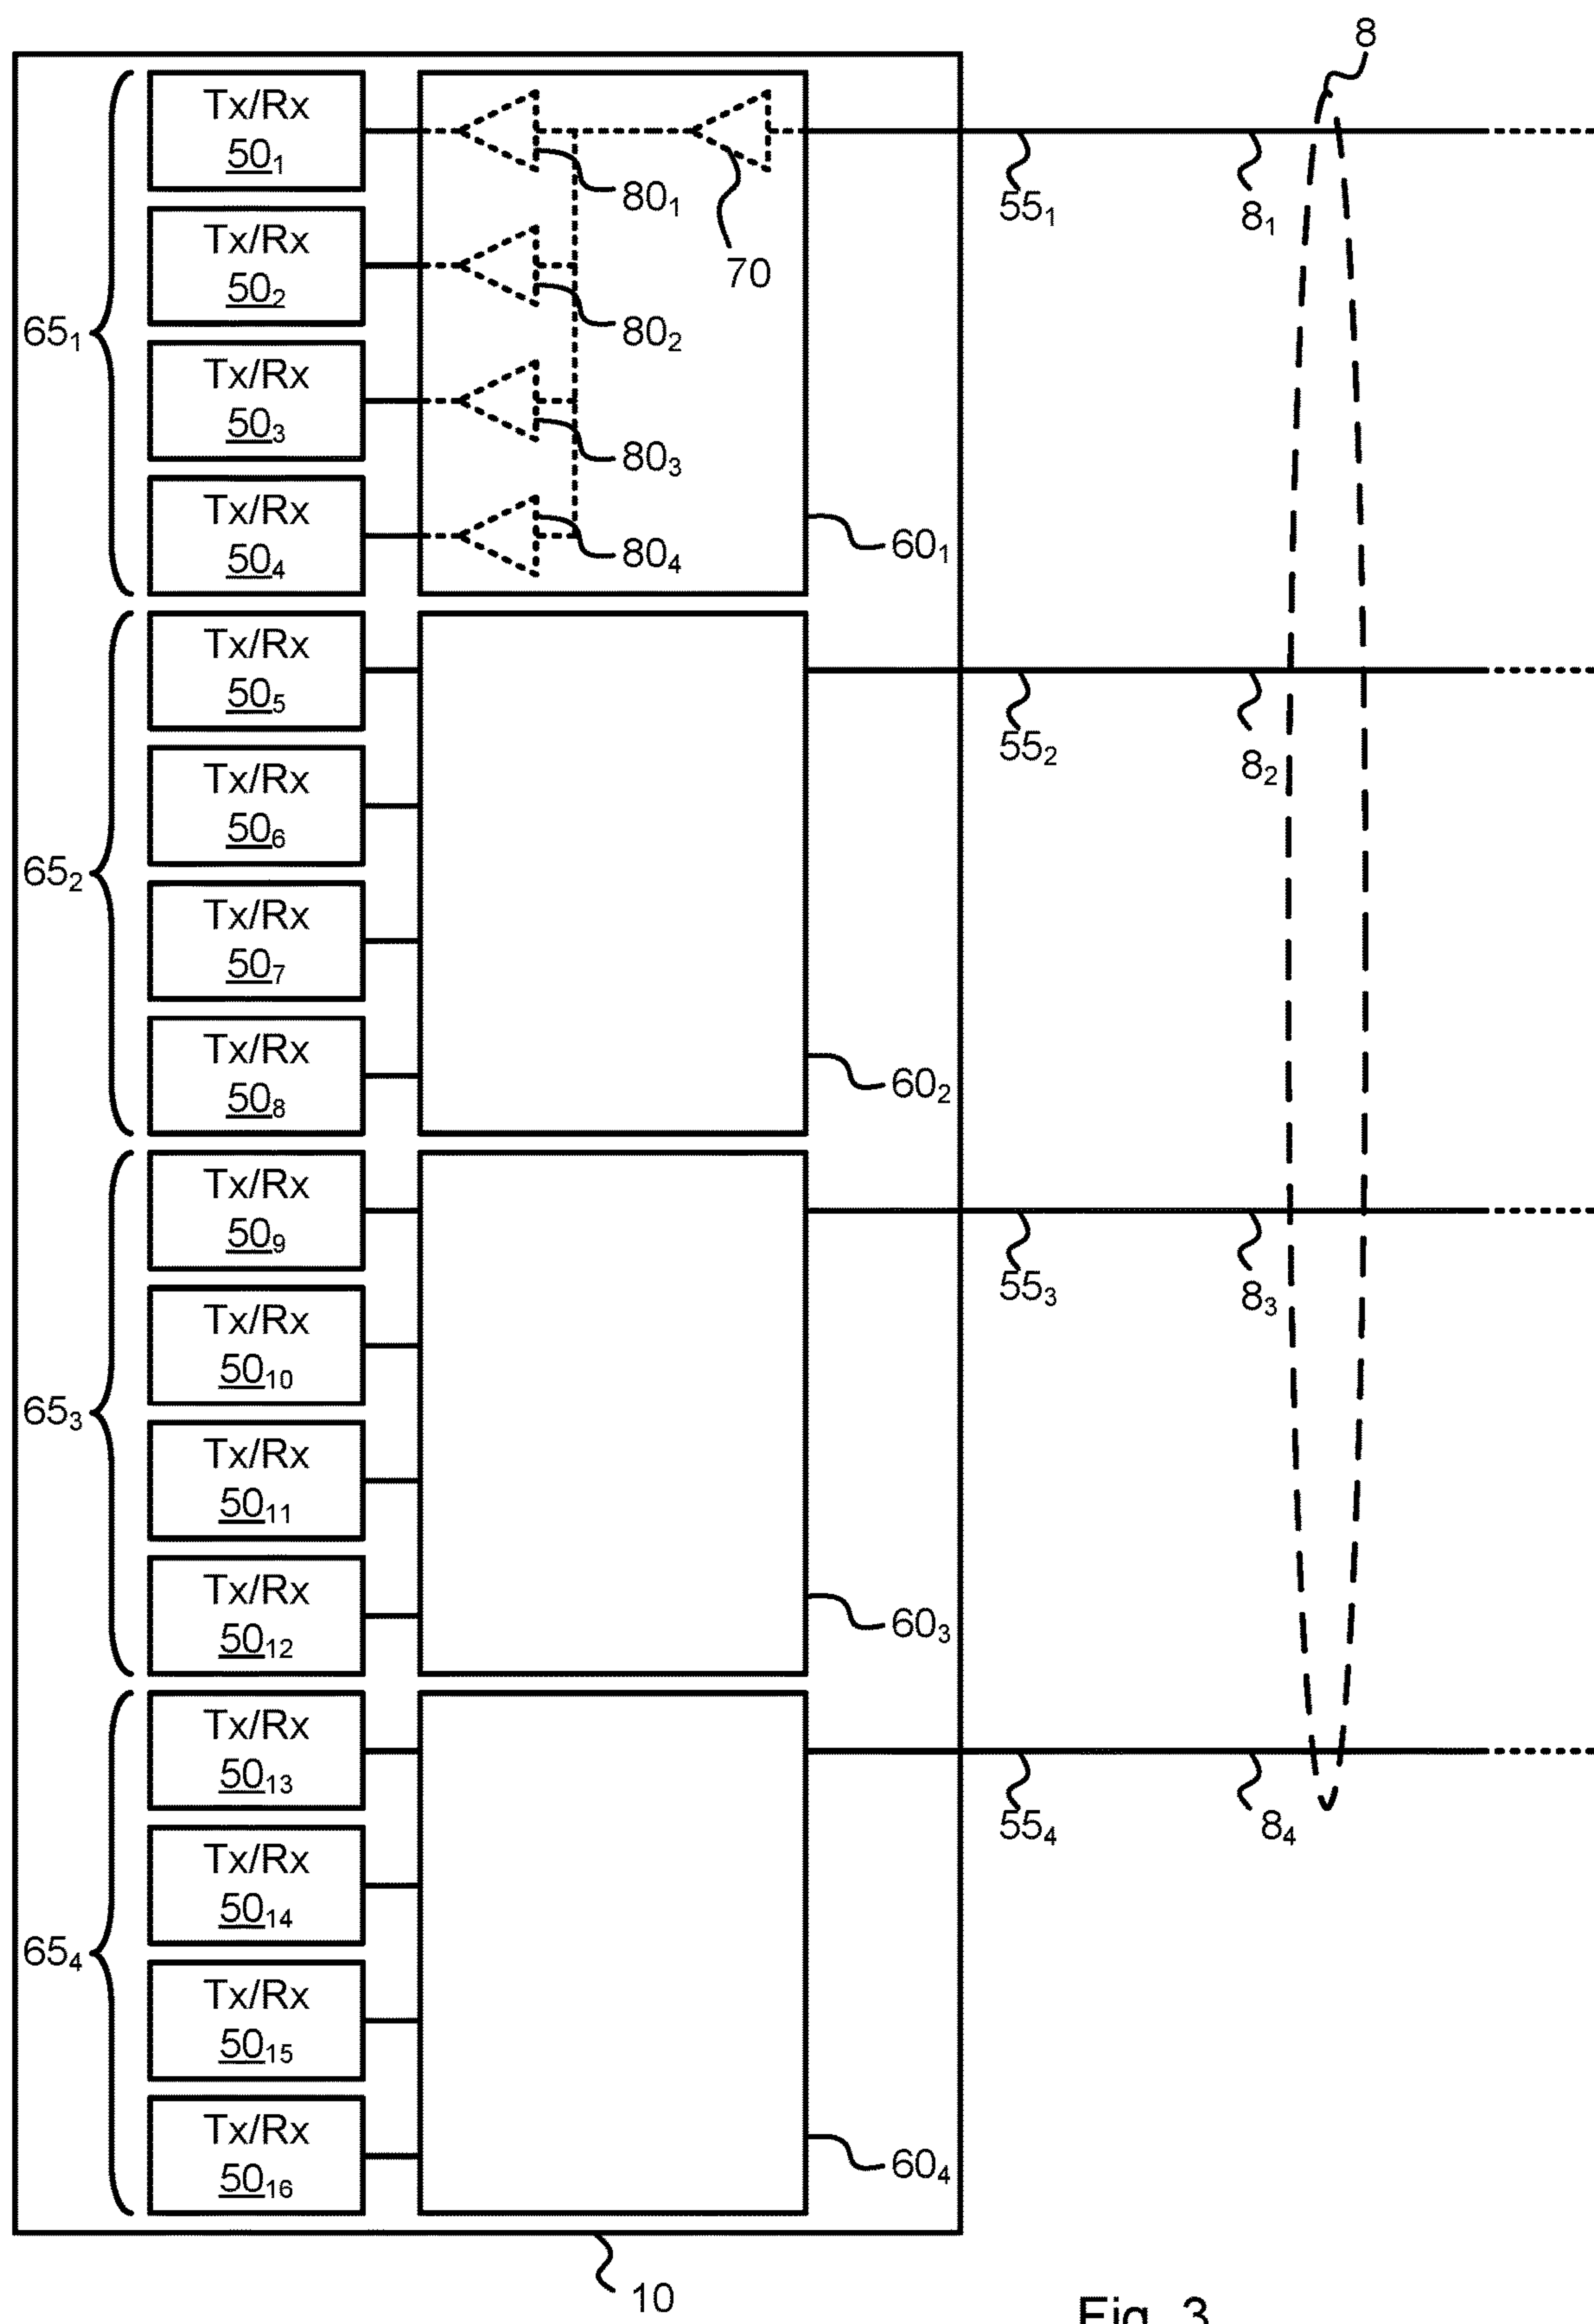 8
Tx/Rx
50₁
80₁
55₁
8₁
70
Tx/Rx
50₂
80₂
65₁
Tx/Rx
50₃
80₃
Tx/Rx
50₄
80₄
60₁
Tx/Rx
50₅
55₂
8₂
Tx/Rx
50₆
65₂
Tx/Rx
50₇
Tx/Rx
50₈
60₂
Tx/Rx
50₉
55₃
8₃
Tx/Rx
50₁₀
65₃
Tx/Rx
50₁₁
Tx/Rx
50₁₂
60₃
Tx/Rx
50₁₃
55₄
8₄
Tx/Rx
50₁₄
65₄
Tx/Rx
50₁₅
Tx/Rx
50₁₆
60₄
10
Fig. 3